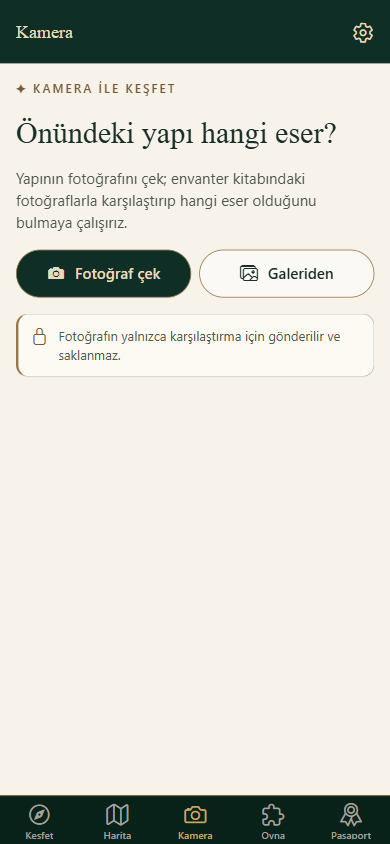 Kamera
✦ KAMERA İLE KEŞFET
Önündeki yapı hangi eser?
Yapının fotoğrafını çek; envanter kitabındaki
fotoğraflarla karşılaştırıp hangi eser olduğunu
bulmaya çalışırız.
Fotoğraf çek
Galeriden
Fotoğrafın yalnızca karşılaştırma için gönderilir ve
saklanmaz.
Keşfet
Harita
Kamera
Oyna
Pasaport